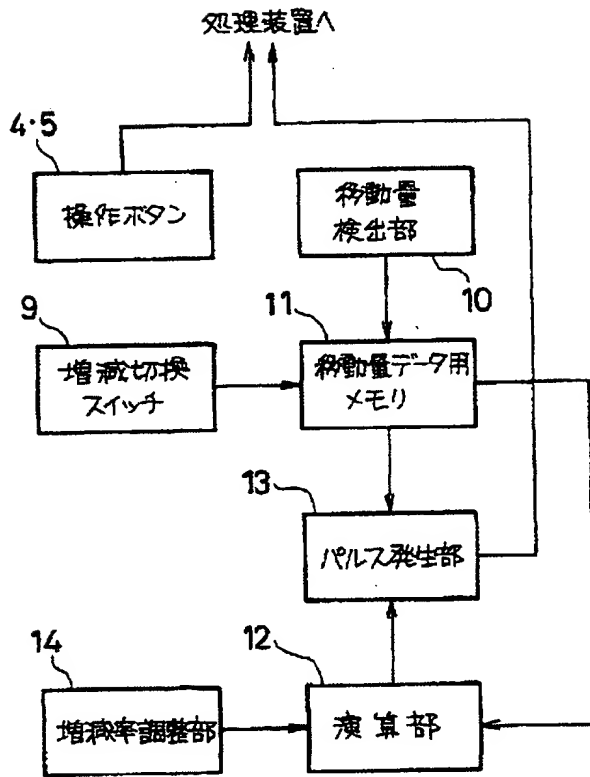 処理装置へ
4·5
操作ボタン
移動量
検出部
10
9
増減切換
スイッチ
11
移動量データ用
メモリ
13
パルス発生部
14
増減率調整部
12
演算部